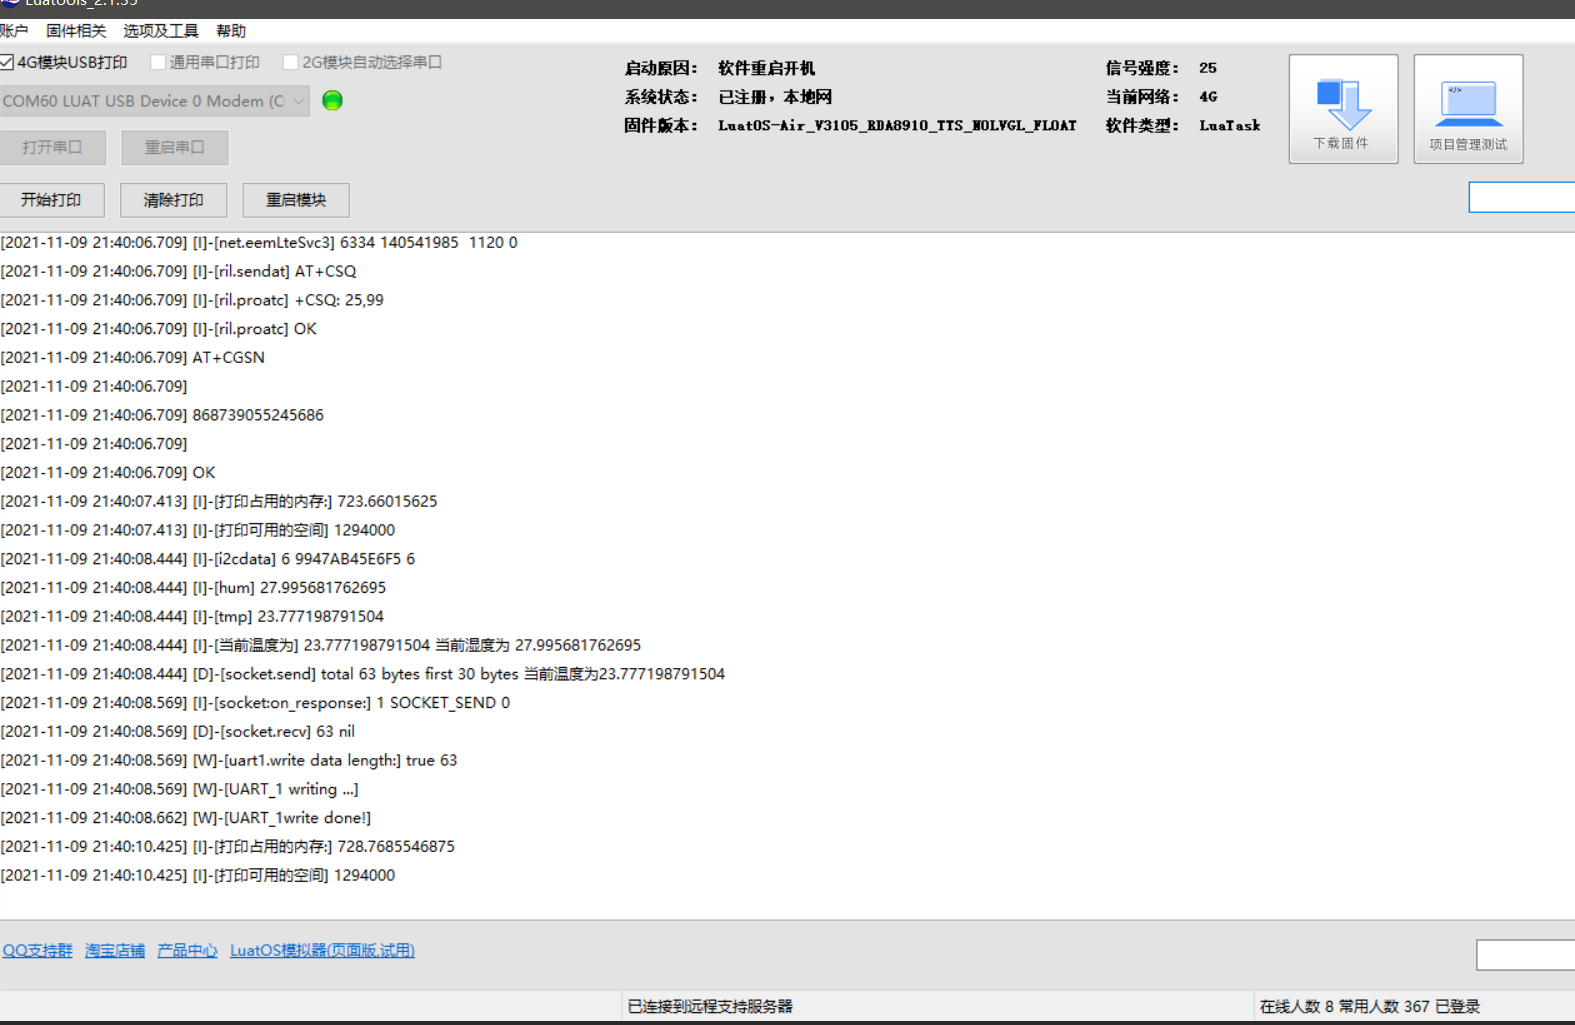 Luatools_2.1.35
账户 固件相关 选项及工具 帮助
4G模块USB打印 通用串口打印 2G模块自动选择串口
COM60 LUAT USB Device 0 Modem (C
打开串口 重启串口
开始打印 清除打印 重启模块
启动原因： 软件重启开机 信号强度： 25
系统状态： 已注册，本地网 当前网络： 4G
固件版本： LuatOS-Air_V3105_RDA8910_TTS_NOLVGL_FLOAT 软件类型： LuaTask
下载固件 项目管理测试
[2021-11-09 21:40:06.709] [I]-[net.eemLteSvc3] 6334 140541985  1120 0
[2021-11-09 21:40:06.709] [I]-[ril.sendat] AT+CSQ
[2021-11-09 21:40:06.709] [I]-[ril.proatc] +CSQ: 25,99
[2021-11-09 21:40:06.709] [I]-[ril.proatc] OK
[2021-11-09 21:40:06.709] AT+CGSN
[2021-11-09 21:40:06.709]
[2021-11-09 21:40:06.709] 868739055245686
[2021-11-09 21:40:06.709]
[2021-11-09 21:40:06.709] OK
[2021-11-09 21:40:07.413] [I]-[打印占用的内存:] 723.66015625
[2021-11-09 21:40:07.413] [I]-[打印可用的空间] 1294000
[2021-11-09 21:40:08.444] [I]-[i2cdata] 6 9947AB45E6F5 6
[2021-11-09 21:40:08.444] [I]-[hum] 27.995681762695
[2021-11-09 21:40:08.444] [I]-[tmp] 23.777198791504
[2021-11-09 21:40:08.444] [I]-[当前温度为] 23.777198791504 当前湿度为 27.995681762695
[2021-11-09 21:40:08.444] [D]-[socket.send] total 63 bytes first 30 bytes 当前温度为23.777198791504
[2021-11-09 21:40:08.569] [I]-[socket:on_response:] 1 SOCKET_SEND 0
[2021-11-09 21:40:08.569] [D]-[socket.recv] 63 nil
[2021-11-09 21:40:08.569] [W]-[uart1.write data length:] true 63
[2021-11-09 21:40:08.569] [W]-[UART_1 writing ...]
[2021-11-09 21:40:08.662] [W]-[UART_1write done!]
[2021-11-09 21:40:10.425] [I]-[打印占用的内存:] 728.7685546875
[2021-11-09 21:40:10.425] [I]-[打印可用的空间] 1294000
QQ支持群 淘宝店铺 产品中心 LuatOS模拟器(页面版,试用)
已连接到远程支持服务器 在线人数 8 常用人数 367 已登录